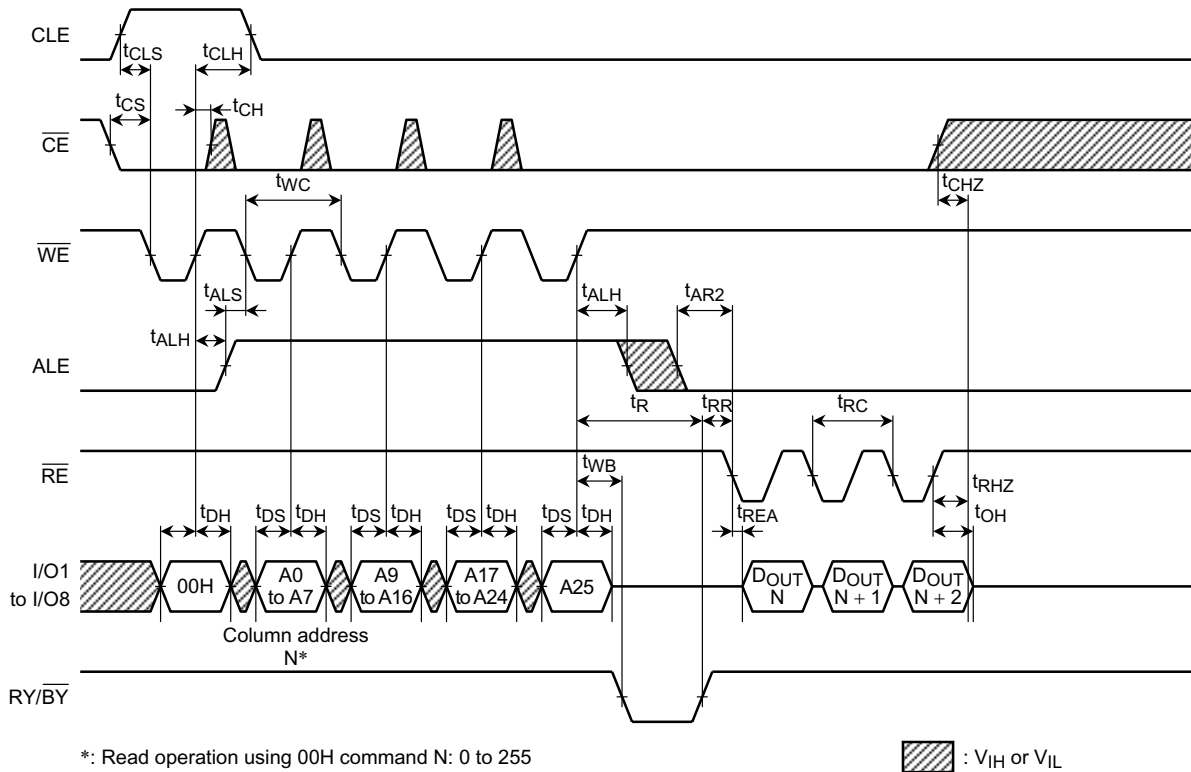 CLE
tCLS
tCLH
tCS
tCH
CE
tCHZ
tWC
WE
tALS
tALH
tAR2
tALH
ALE
tR
tRR
tRC
RE
tWB
tRHZ
tREA
tOH
tDH
tDS
tDH
tDS
tDH
tDS
tDH
tDS
tDH
I/O1
to I/O8
00H
A0
to A7
A9
to A16
A17
to A24
A25
DOUT
N
DOUT
N + 1
DOUT
N + 2
Column address
N*
RY/BY
*: Read operation using 00H command N: 0 to 255
: VIH or VIL